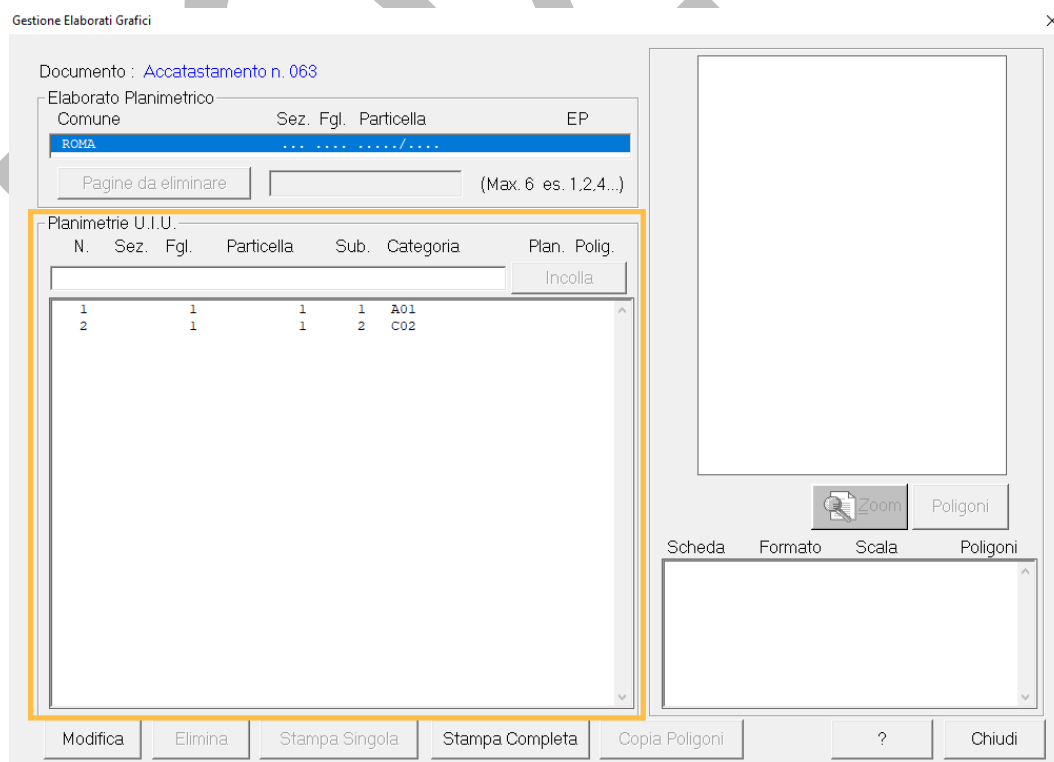 Gestione Elaborati Grafici
Documento : Accatastamento n. 063
Elaborato Planimetrico
Comune Sez. Fgl. Particella EP
ROMA ... .... ...../....
Pagine da eliminare (Max. 6 es. 1,2,4...)
Planimetrie U.I.U.
N. Sez. Fgl. Particella Sub. Categoria Plan. Polig.
Incolla
1 1 1 1 A01
2 1 1 2 C02
Zoom Poligoni
Scheda Formato Scala Poligoni
Modifica Elimina Stampa Singola Stampa Completa Copia Poligoni ? Chiudi